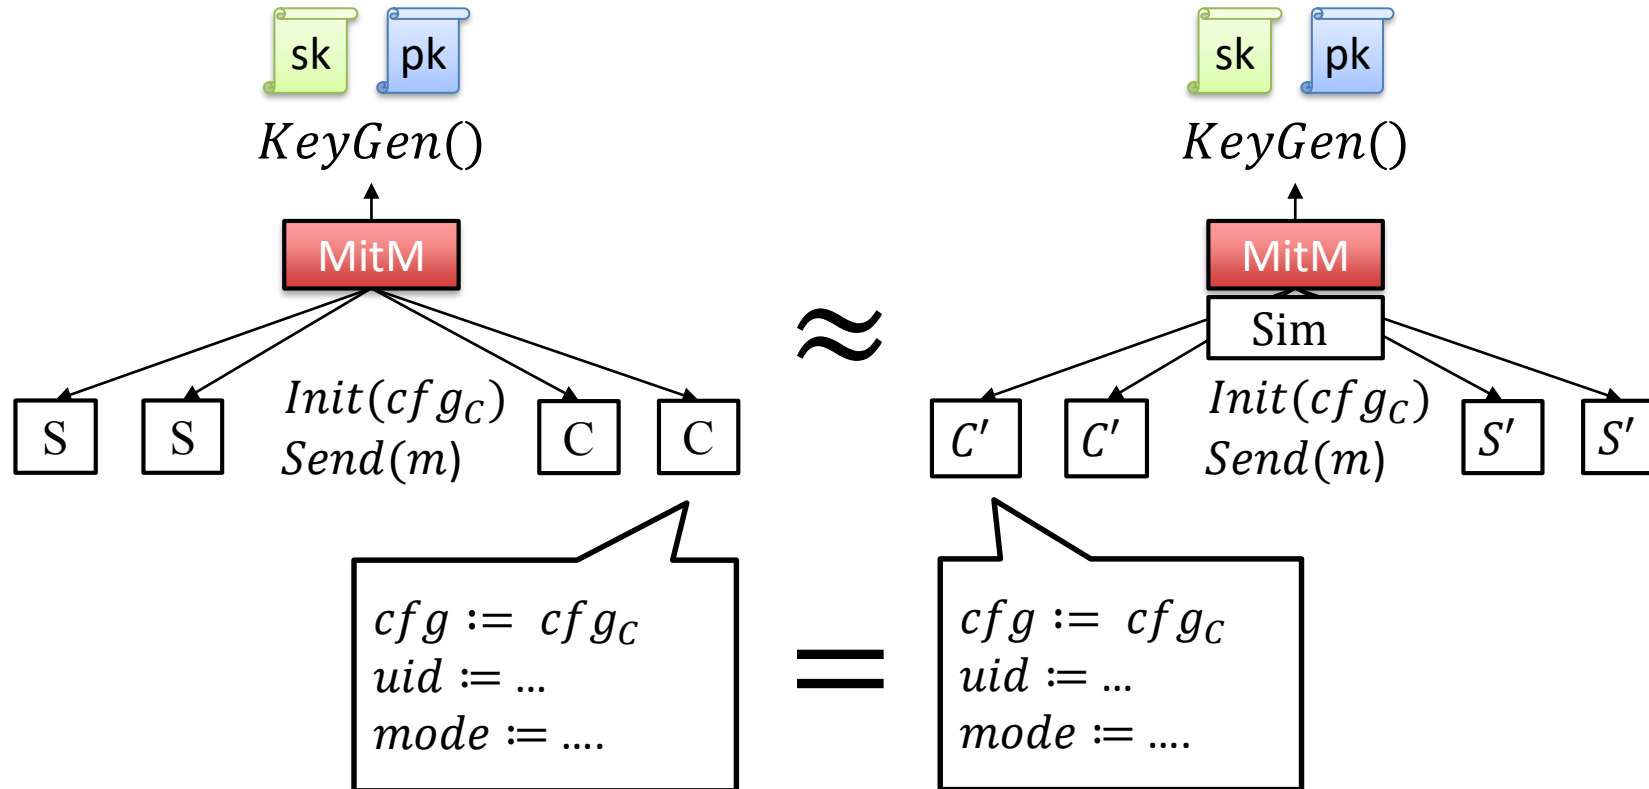 sk pk
KeyGen()
MitM
S S
Init(cfg_C)
Send(m)
C C
cfg := cfg_C
uid := ...
mode := ....
≈
=
sk pk
KeyGen()
MitM
Sim
C' C'
Init(cfg_C)
Send(m)
S' S'
cfg := cfg_C
uid := ...
mode := ....